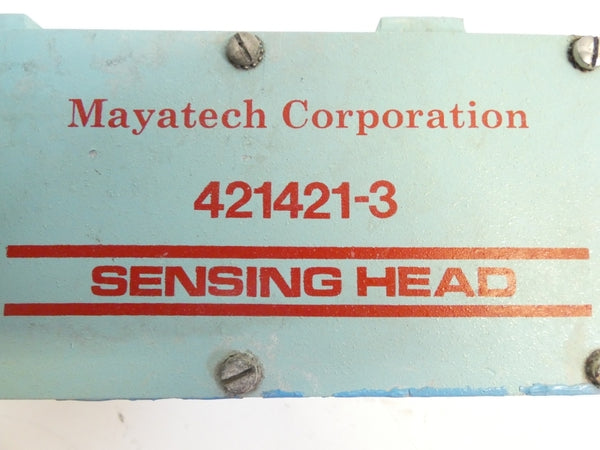 Mayatech Corporation
421421-3
SENSING HEAD